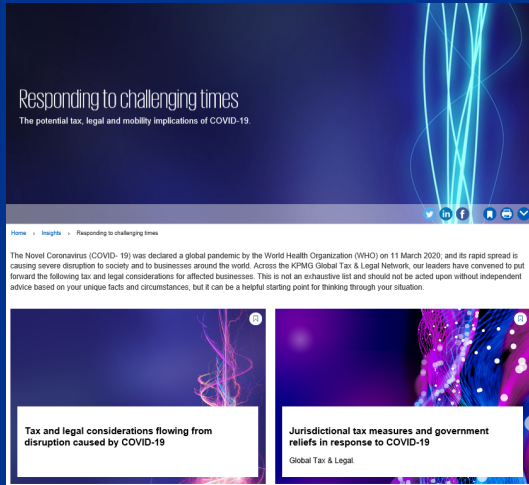 Responding to challenging times
The potential tax, legal and mobility implications of COVID-19.
Home › Insights › Responding to challenging times
The Novel Coronavirus (COVID- 19) was declared a global pandemic by the World Health Organization (WHO) on 11 March 2020; and its rapid spread is
causing severe disruption to society and to businesses around the world. Across the KPMG Global Tax & Legal Network, our leaders have convened to put
forward the following tax and legal considerations for affected businesses. This is not an exhaustive list and should not be acted upon without independent
advice based on your unique facts and circumstances, but it can be a helpful starting point for thinking through your situation.
Tax and legal considerations flowing from
disruption caused by COVID-19
Jurisdictional tax measures and government
reliefs in response to COVID-19
Global Tax & Legal.